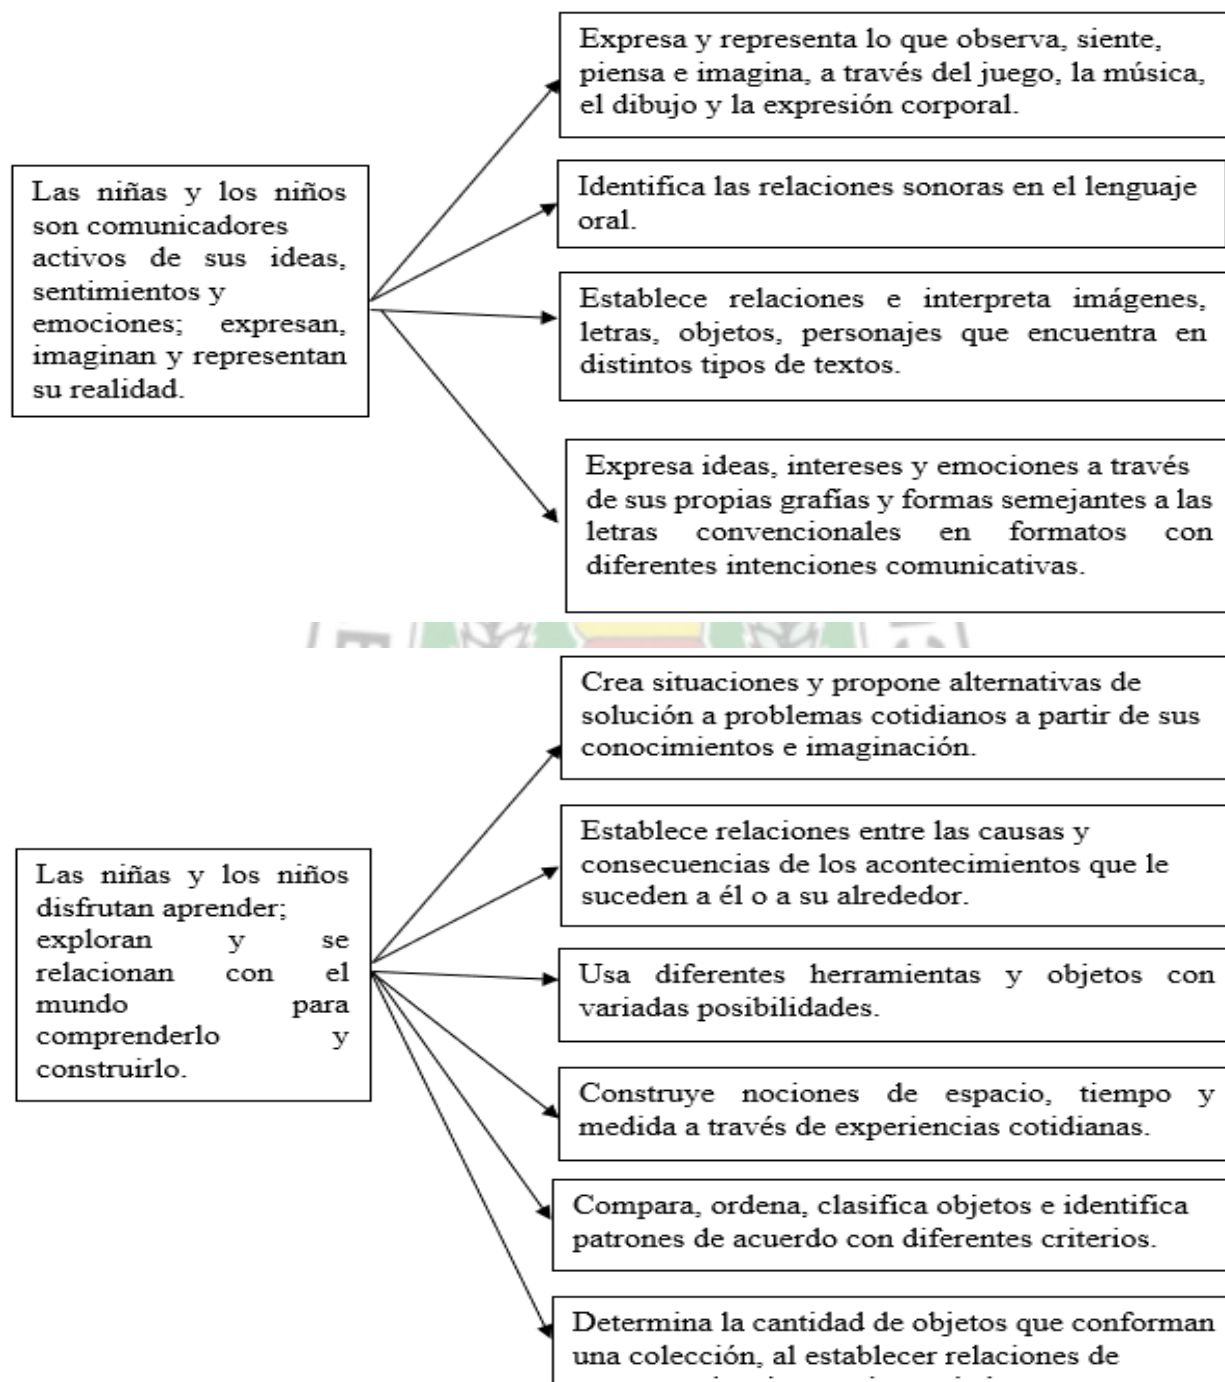 Expresa y representa lo que observa, siente,
piensa e imagina, a través del juego, la música,
el dibujo y la expresión corporal.
Las niñas y los niños
son comunicadores
activos de sus ideas,
sentimientos y
emociones; expresan,
imaginan y representan
su realidad.
Identifica las relaciones sonoras en el lenguaje
oral.
Establece relaciones e interpreta imágenes,
letras, objetos, personajes que encuentra en
distintos tipos de textos.
Expresa ideas, intereses y emociones a través
de sus propias grafías y formas semejantes a las
letras convencionales en formatos con
diferentes intenciones comunicativas.
Crea situaciones y propone alternativas de
solución a problemas cotidianos a partir de sus
conocimientos e imaginación.
Las niñas y los niños
disfrutan aprender;
exploran y se
relacionan con el
mundo para
comprenderlo y
construirlo.
Establece relaciones entre las causas y
consecuencias de los acontecimientos que le
suceden a él o a su alrededor.
Usa diferentes herramientas y objetos con
variadas posibilidades.
Construye nociones de espacio, tiempo y
medida a través de experiencias cotidianas.
Compara, ordena, clasifica objetos e identifica
patrones de acuerdo con diferentes criterios.
Determina la cantidad de objetos que conforman
una colección, al establecer relaciones de